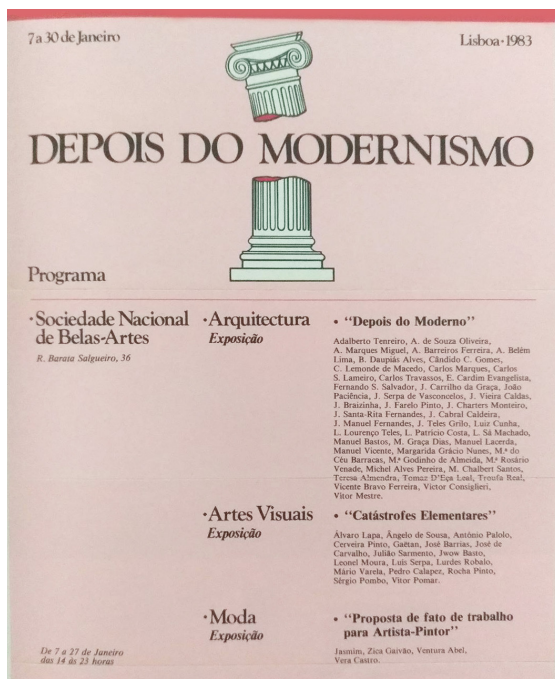 7 a 30 de Janeiro
Lisboa·1983
DEPOIS DO MODERNISMO
Programa
·Sociedade Nacional
de Belas-Artes
R. Barata Salgueiro, 36
·Arquitectura
Exposição
• "Depois do Moderno"
Adalberto Tenreiro, A. de Souza Oliveira,
A. Marques Miguel, A. Barreiros Ferreira, A. Belém
Lima, B. Daupiás Alves, Cândido C. Gomes,
C. Lemonde de Macedo, Carlos Marques, Carlos
S. Lameiro, Carlos Travassos, E. Cardim Evangelista,
Fernando S. Salvador, J. Carrilho da Graça, João
Paciência, J. Serpa de Vasconcelos, J. Vieira Caldas,
J. Braizinha, J. Farelo Pinto, J. Charters Monteiro,
J. Santa-Rita Fernandes, J. Cabral Caldeira,
J. Manuel Fernandes, J. Teles Grilo, Luiz Cunha,
L. Lourenço Teles, L. Patricio Costa, L. Sá Machado,
Manuel Bastos, M. Graça Dias, Manuel Lacerda,
Manuel Vicente, Margarida Grácio Nunes, M.ª do
Céu Barracas, M.ª Godinho de Almeida, M.ª Rosário
Venade, Michel Alves Pereira, M. Chalbert Santos,
Teresa Almendra, Tomaz D'Eça Leal, Troufa Real,
Vicente Bravo Ferreira, Victor Consiglieri,
Vitor Mestre.
·Artes Visuais
Exposição
• "Catástrofes Elementares"
Álvaro Lapa, Ângelo de Sousa, António Palolo,
Cerveira Pinto, Gaëtan, José Barrias, José de
Carvalho, Julião Sarmento, Jwow Basto,
Leonel Moura, Luis Serpa, Lurdes Robalo,
Mário Varela, Pedro Calapez, Rocha Pinto,
Sérgio Pombo, Vitor Pomar.
·Moda
Exposição
• "Proposta de fato de trabalho
para Artista-Pintor"
Jasmim, Zica Gaivão, Ventura Abel,
Vera Castro.
De 7 a 27 de Janeiro
das 14 às 23 horas